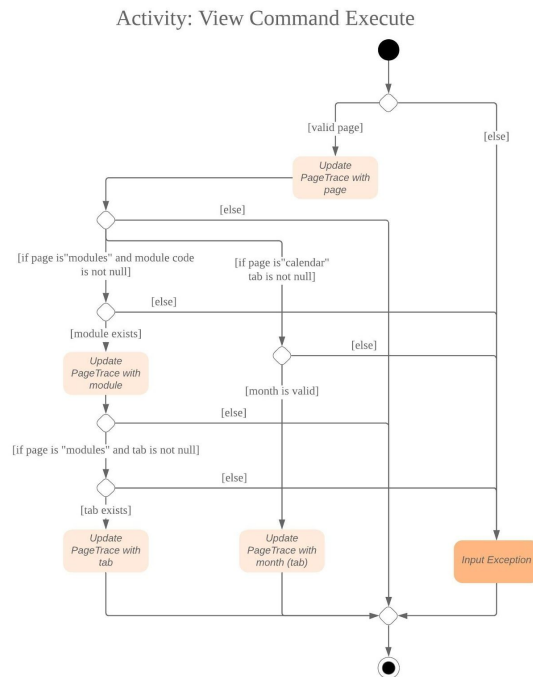 Activity: View Command Execute
[valid page]
[else]
Update
PageTrace with
page
[else]
[if page is"modules" and module code
is not null]
[if page is"calendar"
tab is not null]
[else]
[module exists]
[else]
Update
PageTrace with
module
[month is valid]
[else]
[if page is "modules" and tab is not null]
[else]
[tab exists]
Update
PageTrace with
tab
Update
PageTrace with
month (tab)
Input Exception